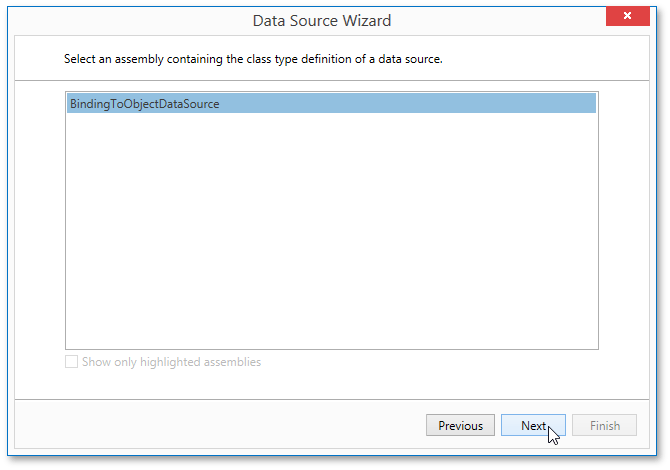 Data Source Wizard
Select an assembly containing the class type definition of a data source.
BindingToObjectDataSource
Show only highlighted assemblies
Previous
Next
Finish